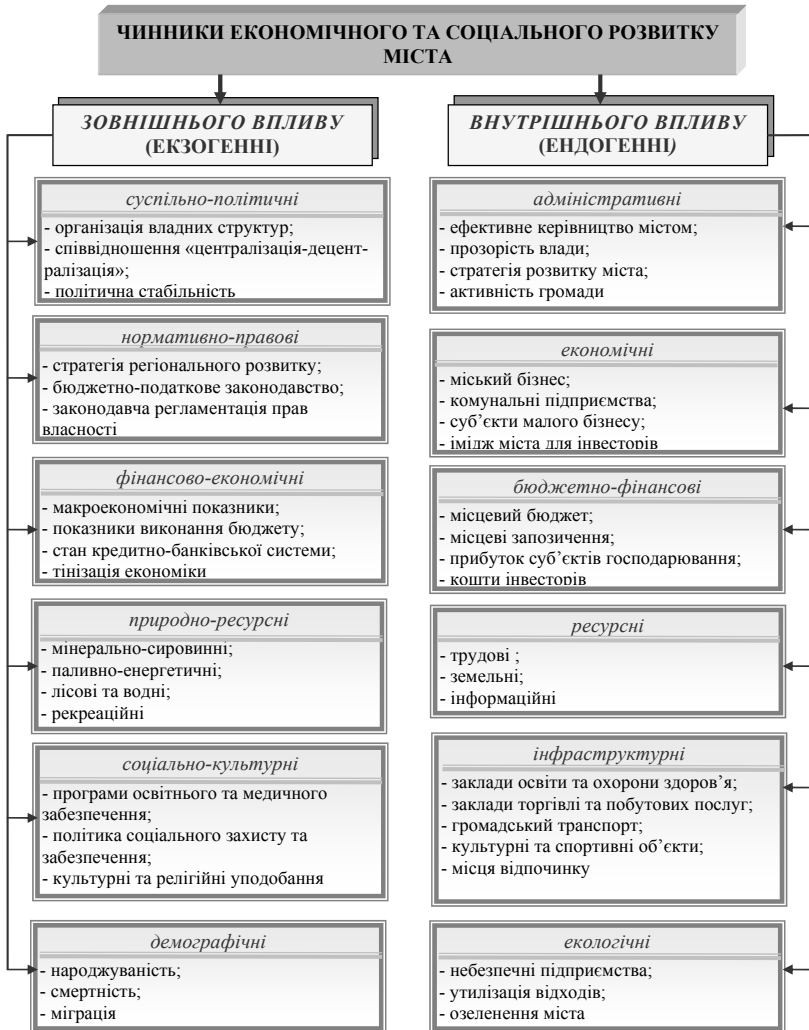 ЧИННИКИ ЕКОНОМІЧНОГО ТА СОЦІАЛЬНОГО РОЗВИТКУ
МІСТА
ЗОВНІШНЬОГО ВПЛИВУ
(ЕКЗОГЕННІ)
суспільно-політичні
- організація владних структур;
- співвідношення «централізація-децент-
ралізація»;
- політична стабільність
нормативно-правові
- стратегія регіонального розвитку;
- бюджетно-податкове законодавство;
- законодавча регламентація прав
власності
фінансово-економічні
- макроекономічні показники;
- показники виконання бюджету;
- стан кредитно-банківської системи;
- тінізація економіки
природно-ресурсні
- мінерально-сировинні;
- паливно-енергетичні;
- лісові та водні;
- рекреаційні
соціально-культурні
- програми освітнього та медичного
забезпечення;
- політика соціального захисту та
забезпечення;
- культурні та релігійні уподобання
демографічні
- народжуваність;
- смертність;
- міграція
ВНУТРІШНЬОГО ВПЛИВУ
(ЕНДОГЕННІ)
адміністративні
- ефективне керівництво містом;
- прозорість влади;
- стратегія розвитку міста;
- активність громади
економічні
- міський бізнес;
- комунальні підприємства;
- суб’єкти малого бізнесу;
- імідж міста для інвесторів
бюджетно-фінансові
- місцевий бюджет;
- місцеві запозичення;
- прибуток суб’єктів господарювання;
- кошти інвесторів
ресурсні
- трудові ;
- земельні;
- інформаційні
інфраструктурні
- заклади освіти та охорони здоров’я;
- заклади торгівлі та побутових послуг;
- громадський транспорт;
- культурні та спортивні об’єкти;
- місця відпочинку
екологічні
- небезпечні підприємства;
- утилізація відходів;
- озеленення міста